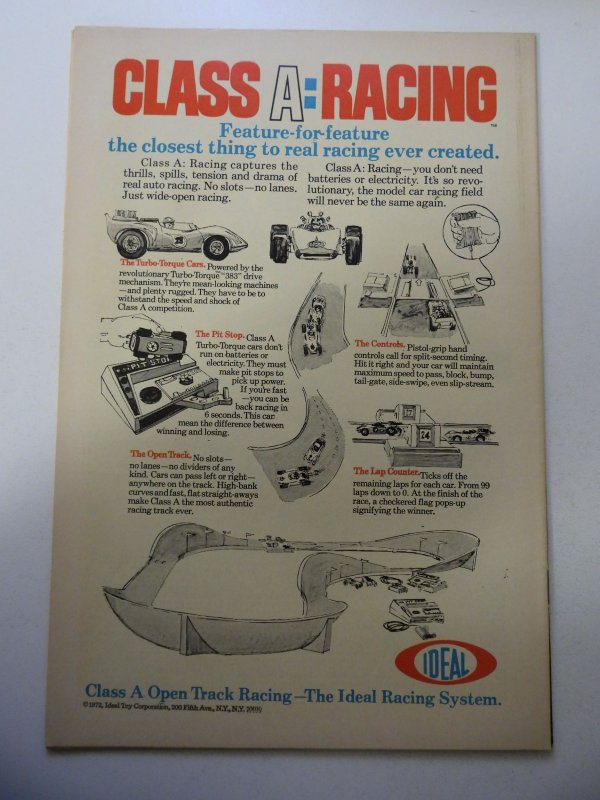 CLASS A: RACING
TM
Feature-for-feature
the closest thing to real racing ever created.
Class A: Racing captures the
thrills, spills, tension and drama of
real auto racing. No slots—no lanes.
Just wide-open racing.
Class A: Racing—you don't need
batteries or electricity. It's so revo-
lutionary, the model car racing field
will never be the same again.
The Turbo-Torque Cars. Powered by the
revolutionary Turbo-Torque "383" drive
mechanism. They're mean-looking machines
—and plenty rugged. They have to be to
withstand the speed and shock of
Class A competition.
The Pit Stop. Class A
Turbo-Torque cars don't
run on batteries or
electricity. They must
make pit stops to
pick up power.
If you're fast
—you can be
back racing in
6 seconds. This can
mean the difference between
winning and losing.
PIT STOP
The Controls. Pistol-grip hand
controls call for split-second timing.
Hit it right and your car will maintain
maximum speed to pass, block, bump,
tail-gate, side-swipe, even slip-stream.
The Open Track. No slots—
no lanes—no dividers of any
kind. Cars can pass left or right—
anywhere on the track. High-bank
curves and fast, flat straight-aways
make Class A the most authentic
racing track ever.
24
The Lap Counter. Ticks off the
remaining laps for each car. From 99
laps down to 0. At the finish of the
race, a checkered flag pops-up
signifying the winner.
IDEAL
Class A Open Track Racing—The Ideal Racing System.
©1972, Ideal Toy Corporation, 200 Fifth Ave., N.Y., N.Y. 10010